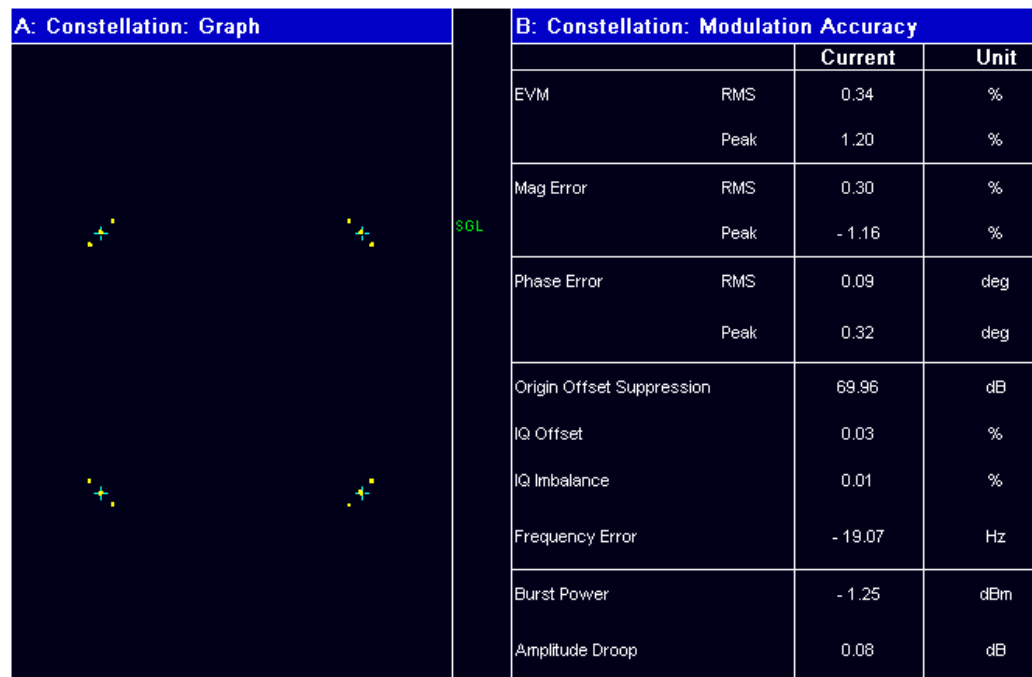 A: Constellation: Graph
SGL
B: Constellation: Modulation Accuracy
Current Unit
EVM RMS 0.34 %
Peak 1.20 %
Mag Error RMS 0.30 %
Peak - 1.16 %
Phase Error RMS 0.09 deg
Peak 0.32 deg
Origin Offset Suppression 69.96 dB
IQ Offset 0.03 %
IQ Imbalance 0.01 %
Frequency Error - 19.07 Hz
Burst Power - 1.25 dBm
Amplitude Droop 0.08 dB